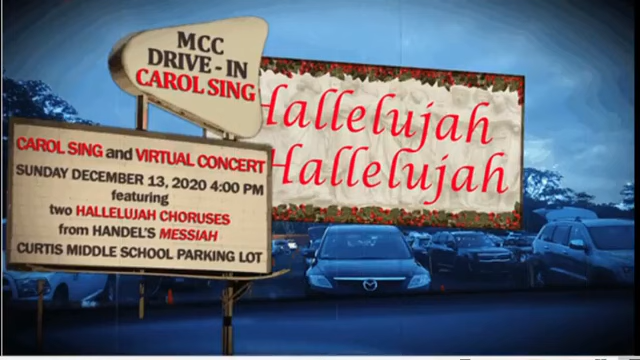 MCC
DRIVE-IN
CAROL SING
CAROL SING and VIRTUAL CONCERT
SUNDAY DECEMBER 13, 2020 4:00 PM
featuring
two HALLELUJAH CHORUSES
from HANDEL'S MESSIAH
CURTIS MIDDLE SCHOOL PARKING LOT
Hallelujah
Hallelujah